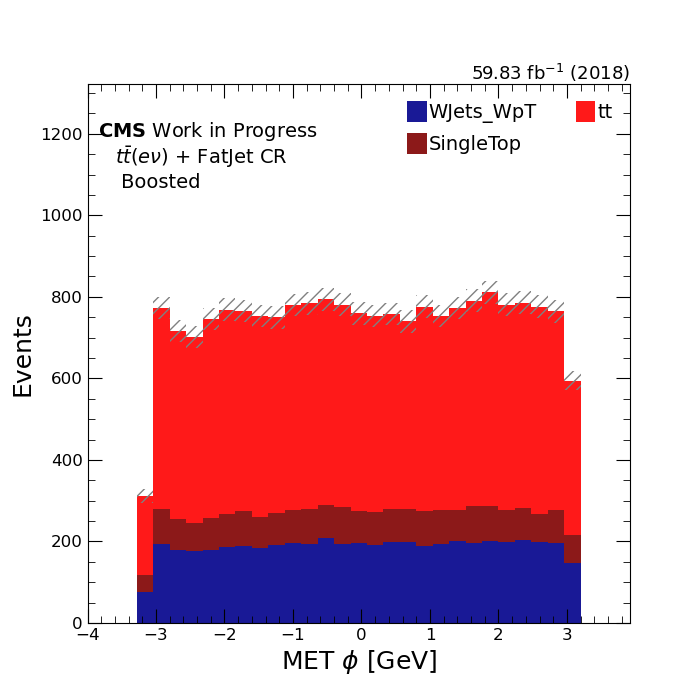 59.83 fb⁻¹ (2018)
CMS Work in Progress
tt̄(eν) + FatJet CR
Boosted
WJets_WpT
tt
SingleTop
Events
1200
1000
800
600
400
200
0
−4 −3 −2 −1 0 1 2 3
MET ϕ [GeV]